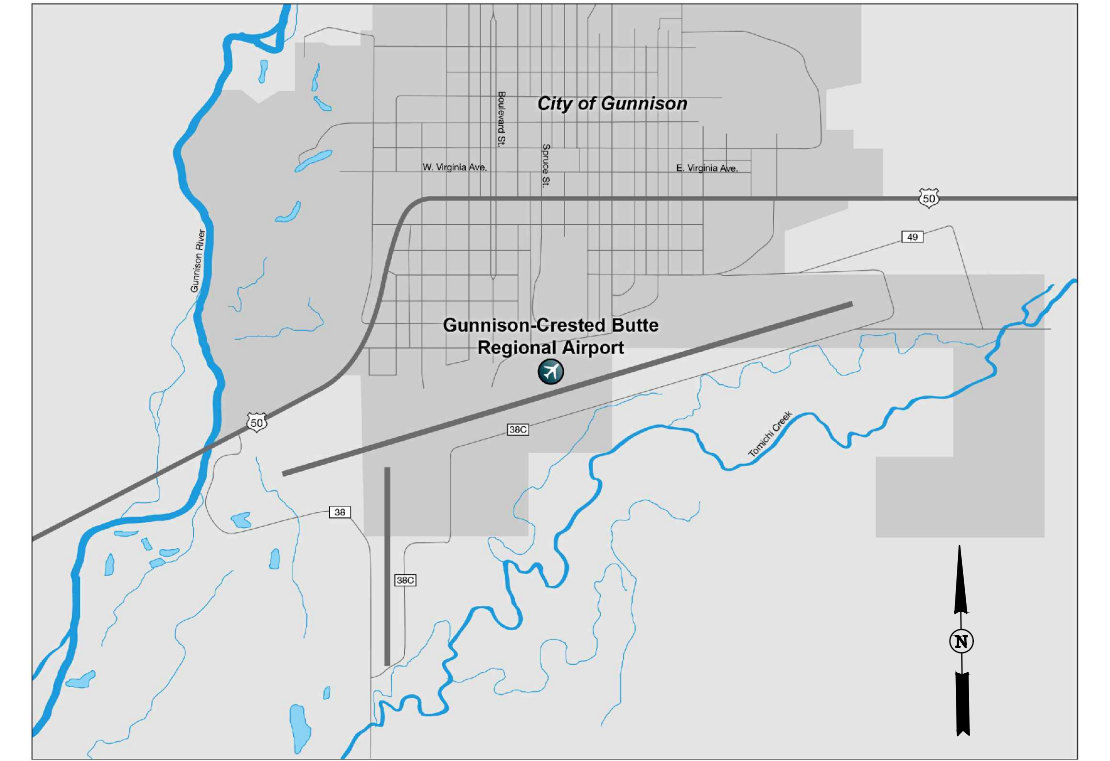 City of Gunnison
Boulevard St.
Spruce St.
W. Virginia Ave.
E. Virginia Ave.
50
49
Gunnison River
Gunnison-Crested Butte
Regional Airport
50
38C
Tomichi Creek
38
38C
N